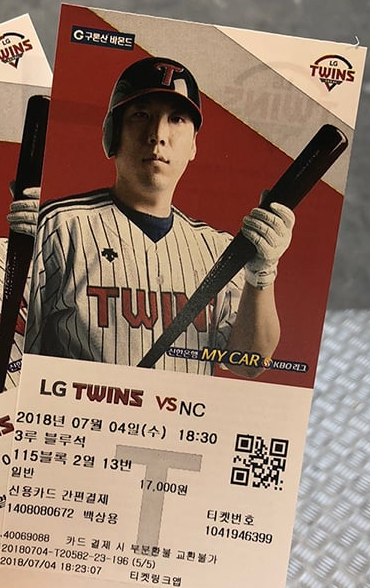 LG
TWINS
구론산 바몬드
LG
TWINS
T
TWINS
신한은행 MY CAR KBO 리그
LG TWINS VS NC
2018년 07월 04일(수) 18:30
3루 블루석
115블록 2열 13번
일반 17,000원
신용카드 간편결제
1408080672 백상용
티켓번호
1041946399
40069088 카드 결제 시 부분환불 교환불가
20180704-T20582-23-196 (5/5)
2018/07/04 18:23:07 티켓링크앱